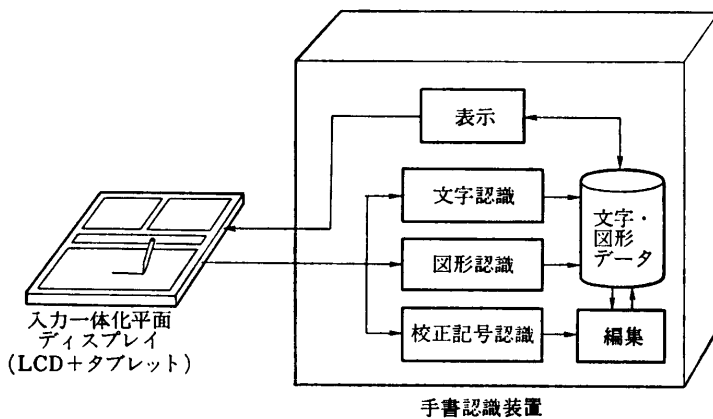 表示
文字認識
図形認識
校正記号認識
文字・
図形
データ
編集
入力一体化平面
ディスプレイ
(LCD+タブレット)
手書認識装置